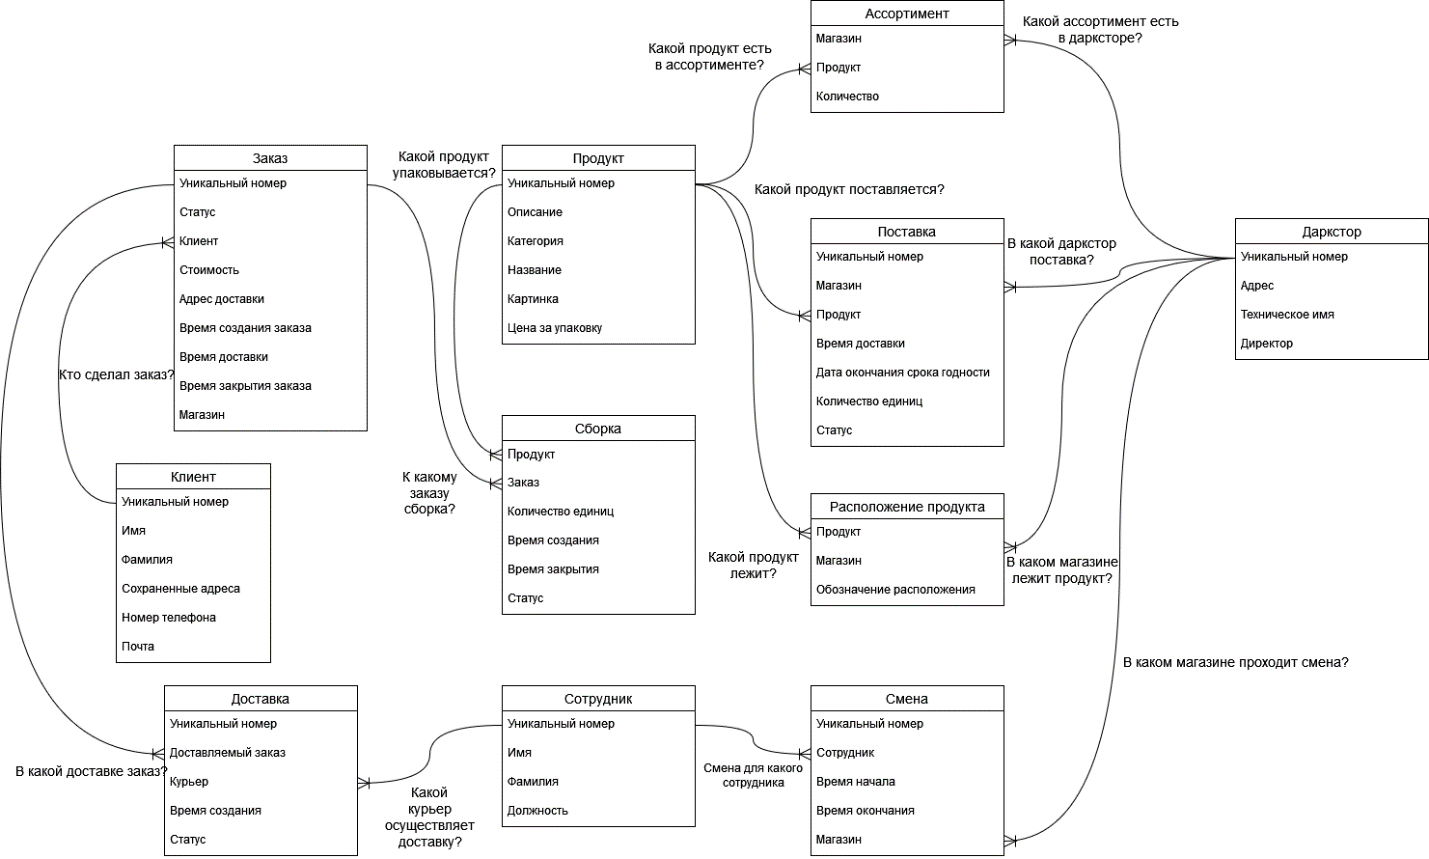 Ассортимент
Магазин
Продукт
Количество
Какой ассортимент есть
в дарксторе?
Какой продукт есть
в ассортименте?
Заказ
Уникальный номер
Статус
Клиент
Стоимость
Адрес доставки
Время создания заказа
Время доставки
Время закрытия заказа
Магазин
Какой продукт
упаковывается?
Продукт
Уникальный номер
Описание
Категория
Название
Картинка
Цена за упаковку
Какой продукт поставляется?
Поставка
Уникальный номер
Магазин
Продукт
Время доставки
Дата окончания срока годности
Количество единиц
Статус
В какой даркстор
поставка?
Даркстор
Уникальный номер
Адрес
Техническое имя
Директор
Кто сделал заказ?
Клиент
Уникальный номер
Имя
Фамилия
Сохраненные адреса
Номер телефона
Почта
К какому
заказу
сборка?
Сборка
Продукт
Заказ
Количество единиц
Время создания
Время закрытия
Статус
Какой продукт
лежит?
Расположение продукта
Продукт
Магазин
Обозначение расположения
В каком магазине
лежит продукт?
В каком магазине проходит смена?
В какой доставке заказ?
Доставка
Уникальный номер
Доставляемый заказ
Курьер
Время создания
Статус
Какой
курьер
осуществляет
доставку?
Сотрудник
Уникальный номер
Имя
Фамилия
Должность
Смена для какого
сотрудника
Смена
Уникальный номер
Сотрудник
Время начала
Время окончания
Магазин